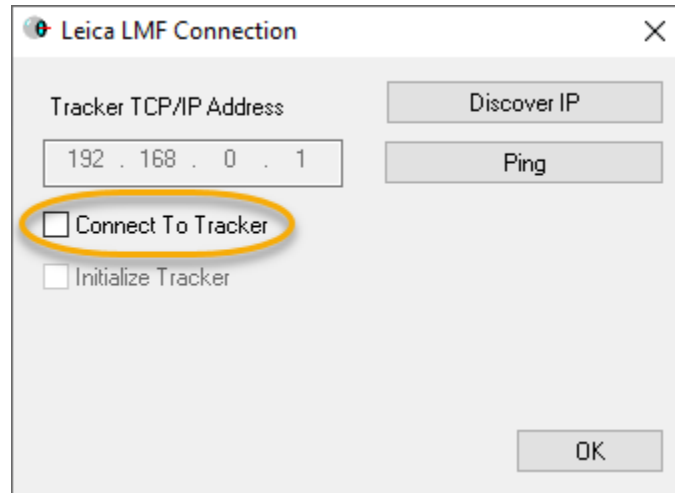 Leica LMF Connection
Tracker TCP/IP Address
Discover IP
192 . 168 . 0 . 1
Ping
Connect To Tracker
Initialize Tracker
OK